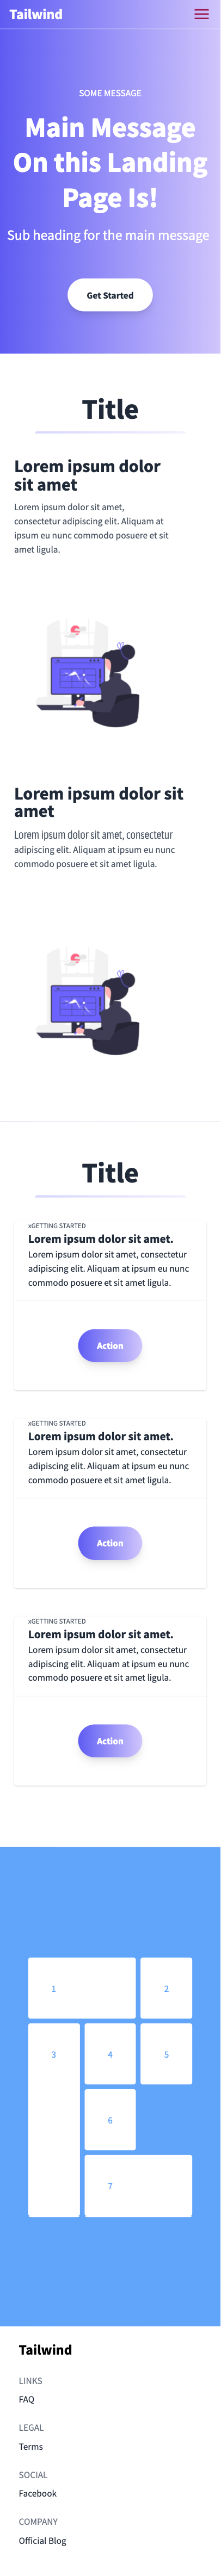 Tailwind
SOME MESSAGE
Main Message
On this Landing
Page Is!
Sub heading for the main message
Get Started
Title
Lorem ipsum dolor
sit amet
Lorem ipsum dolor sit amet,
consectetur adipiscing elit. Aliquam at
ipsum eu nunc commodo posuere et sit
amet ligula.
Lorem ipsum dolor sit
amet
Lorem ipsum dolor sit amet, consectetur
adipiscing elit. Aliquam at ipsum eu nunc
commodo posuere et sit amet ligula.
Title
xGETTING STARTED
Lorem ipsum dolor sit amet.
Lorem ipsum dolor sit amet, consectetur
adipiscing elit. Aliquam at ipsum eu nunc
commodo posuere et sit amet ligula.
Action
xGETTING STARTED
Lorem ipsum dolor sit amet.
Lorem ipsum dolor sit amet, consectetur
adipiscing elit. Aliquam at ipsum eu nunc
commodo posuere et sit amet ligula.
Action
xGETTING STARTED
Lorem ipsum dolor sit amet.
Lorem ipsum dolor sit amet, consectetur
adipiscing elit. Aliquam at ipsum eu nunc
commodo posuere et sit amet ligula.
Action
1 2
3 4 5
6
7
Tailwind
LINKS
FAQ
LEGAL
Terms
SOCIAL
Facebook
COMPANY
Official Blog